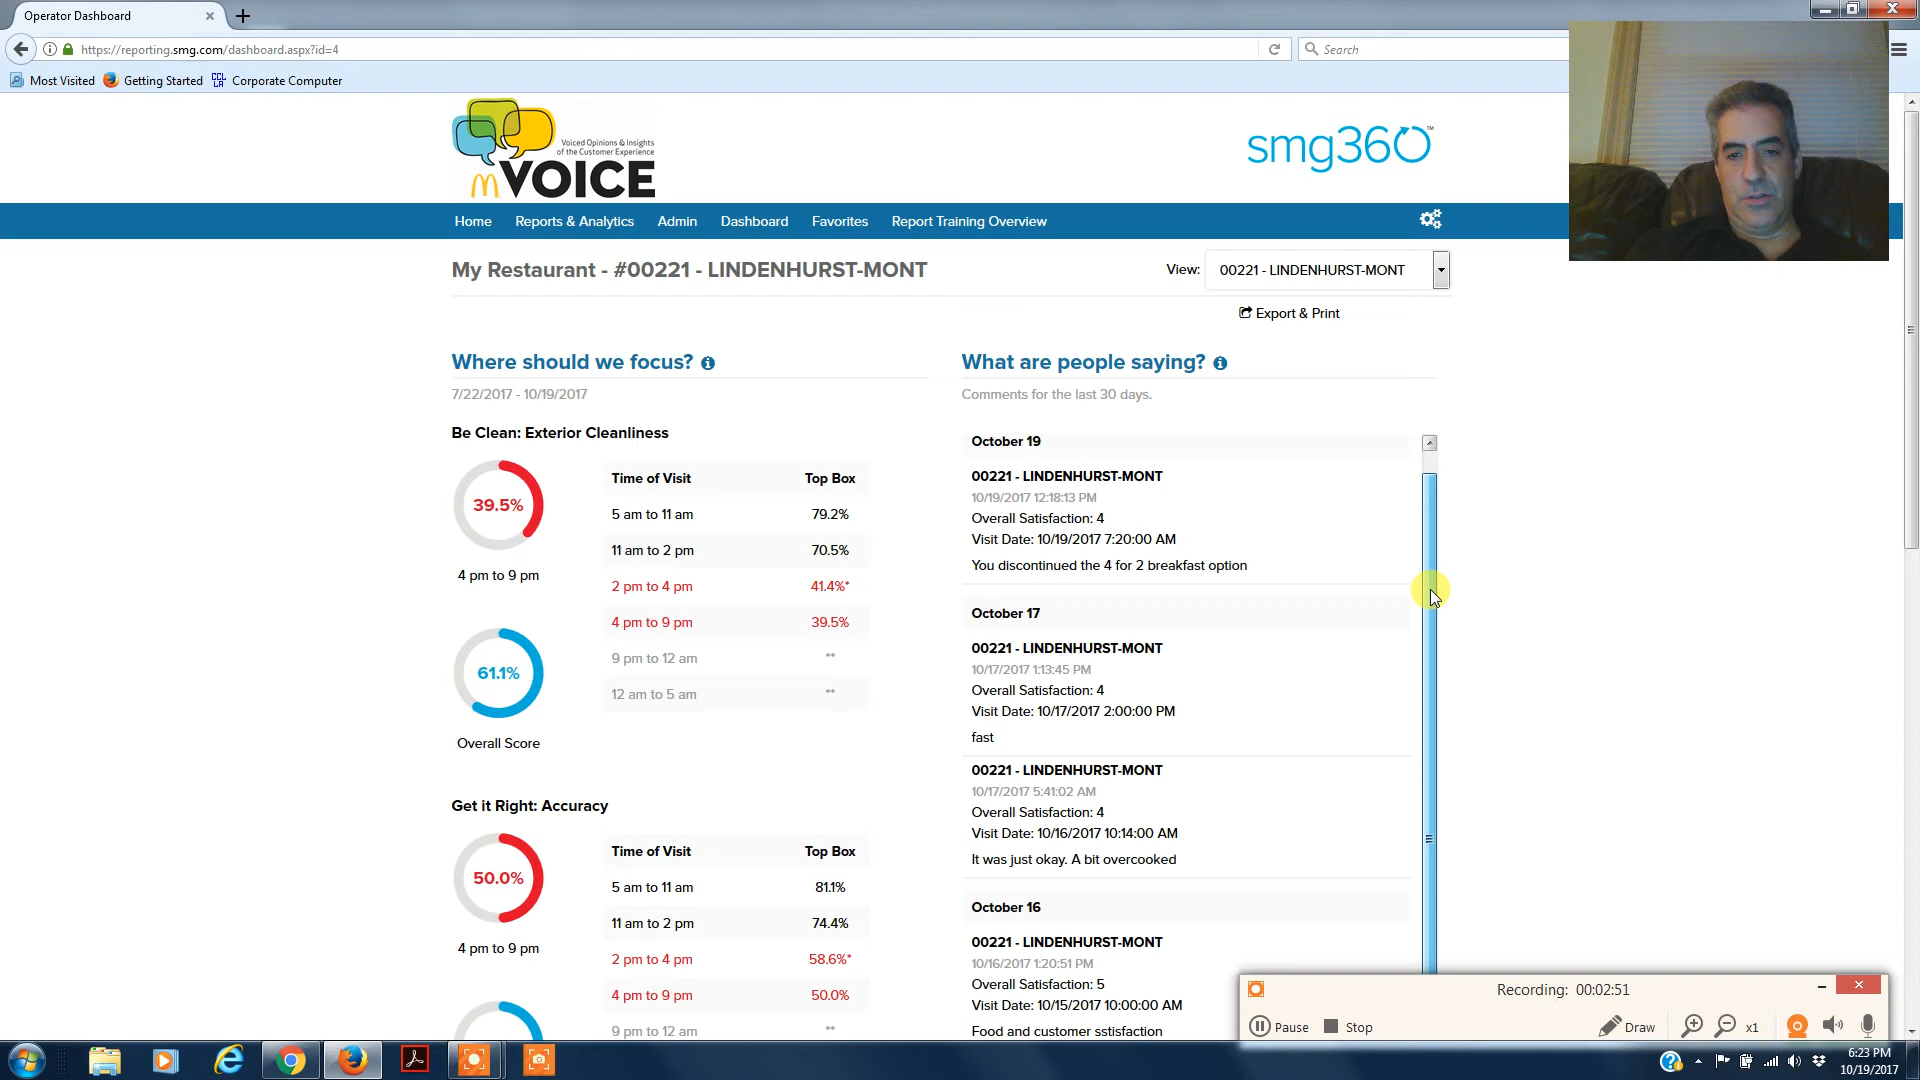 Operator Dashboard
https://reporting.smg.com/dashboard.aspx?id=4
Search
Most Visited
Getting Started
Corporate Computer
Voiced Opinions & Insights
of the Customer Experience
VOICE
smg360™
Home
Reports & Analytics
Admin
Dashboard
Favorites
Report Training Overview
My Restaurant - #00221 - LINDENHURST-MONT
View:
00221 - LINDENHURST-MONT
Export & Print
Where should we focus?
7/22/2017 - 10/19/2017
Be Clean: Exterior Cleanliness
39.5%
4 pm to 9 pm
61.1%
Overall Score
Time of Visit Top Box
5 am to 11 am 79.2%
11 am to 2 pm 70.5%
2 pm to 4 pm 41.4%*
4 pm to 9 pm 39.5%
9 pm to 12 am **
12 am to 5 am **
Get it Right: Accuracy
50.0%
4 pm to 9 pm
Time of Visit Top Box
5 am to 11 am 81.1%
11 am to 2 pm 74.4%
2 pm to 4 pm 58.6%*
4 pm to 9 pm 50.0%
9 pm to 12 am **
What are people saying?
Comments for the last 30 days.
October 19
00221 - LINDENHURST-MONT
10/19/2017 12:18:13 PM
Overall Satisfaction: 4
Visit Date: 10/19/2017 7:20:00 AM
You discontinued the 4 for 2 breakfast option
October 17
00221 - LINDENHURST-MONT
10/17/2017 1:13:45 PM
Overall Satisfaction: 4
Visit Date: 10/17/2017 2:00:00 PM
fast
00221 - LINDENHURST-MONT
10/17/2017 5:41:02 AM
Overall Satisfaction: 4
Visit Date: 10/16/2017 10:14:00 AM
It was just okay. A bit overcooked
October 16
00221 - LINDENHURST-MONT
10/16/2017 1:20:51 PM
Overall Satisfaction: 5
Visit Date: 10/15/2017 10:00:00 AM
Food and customer sstisfaction
Recording: 00:02:51
Pause
Stop
Draw
x1
6:23 PM
10/19/2017